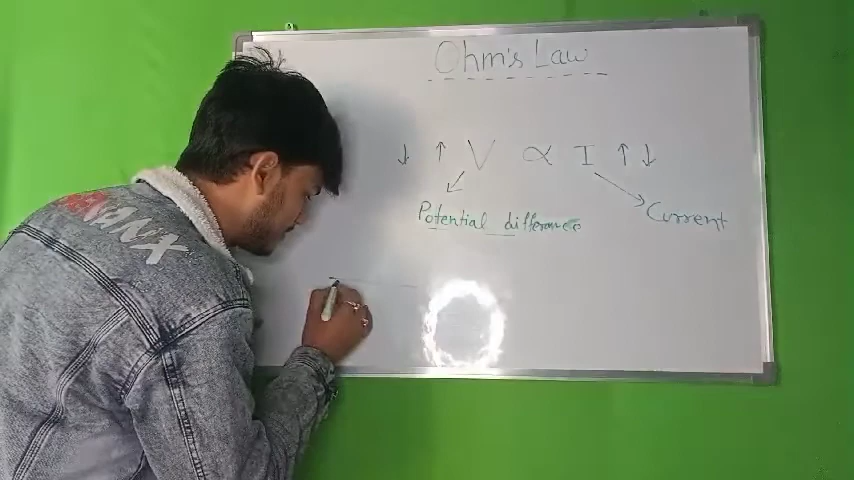 Ohm's Law
↓ ↑ V ∝ I ↑ ↓
Potential difference
Current